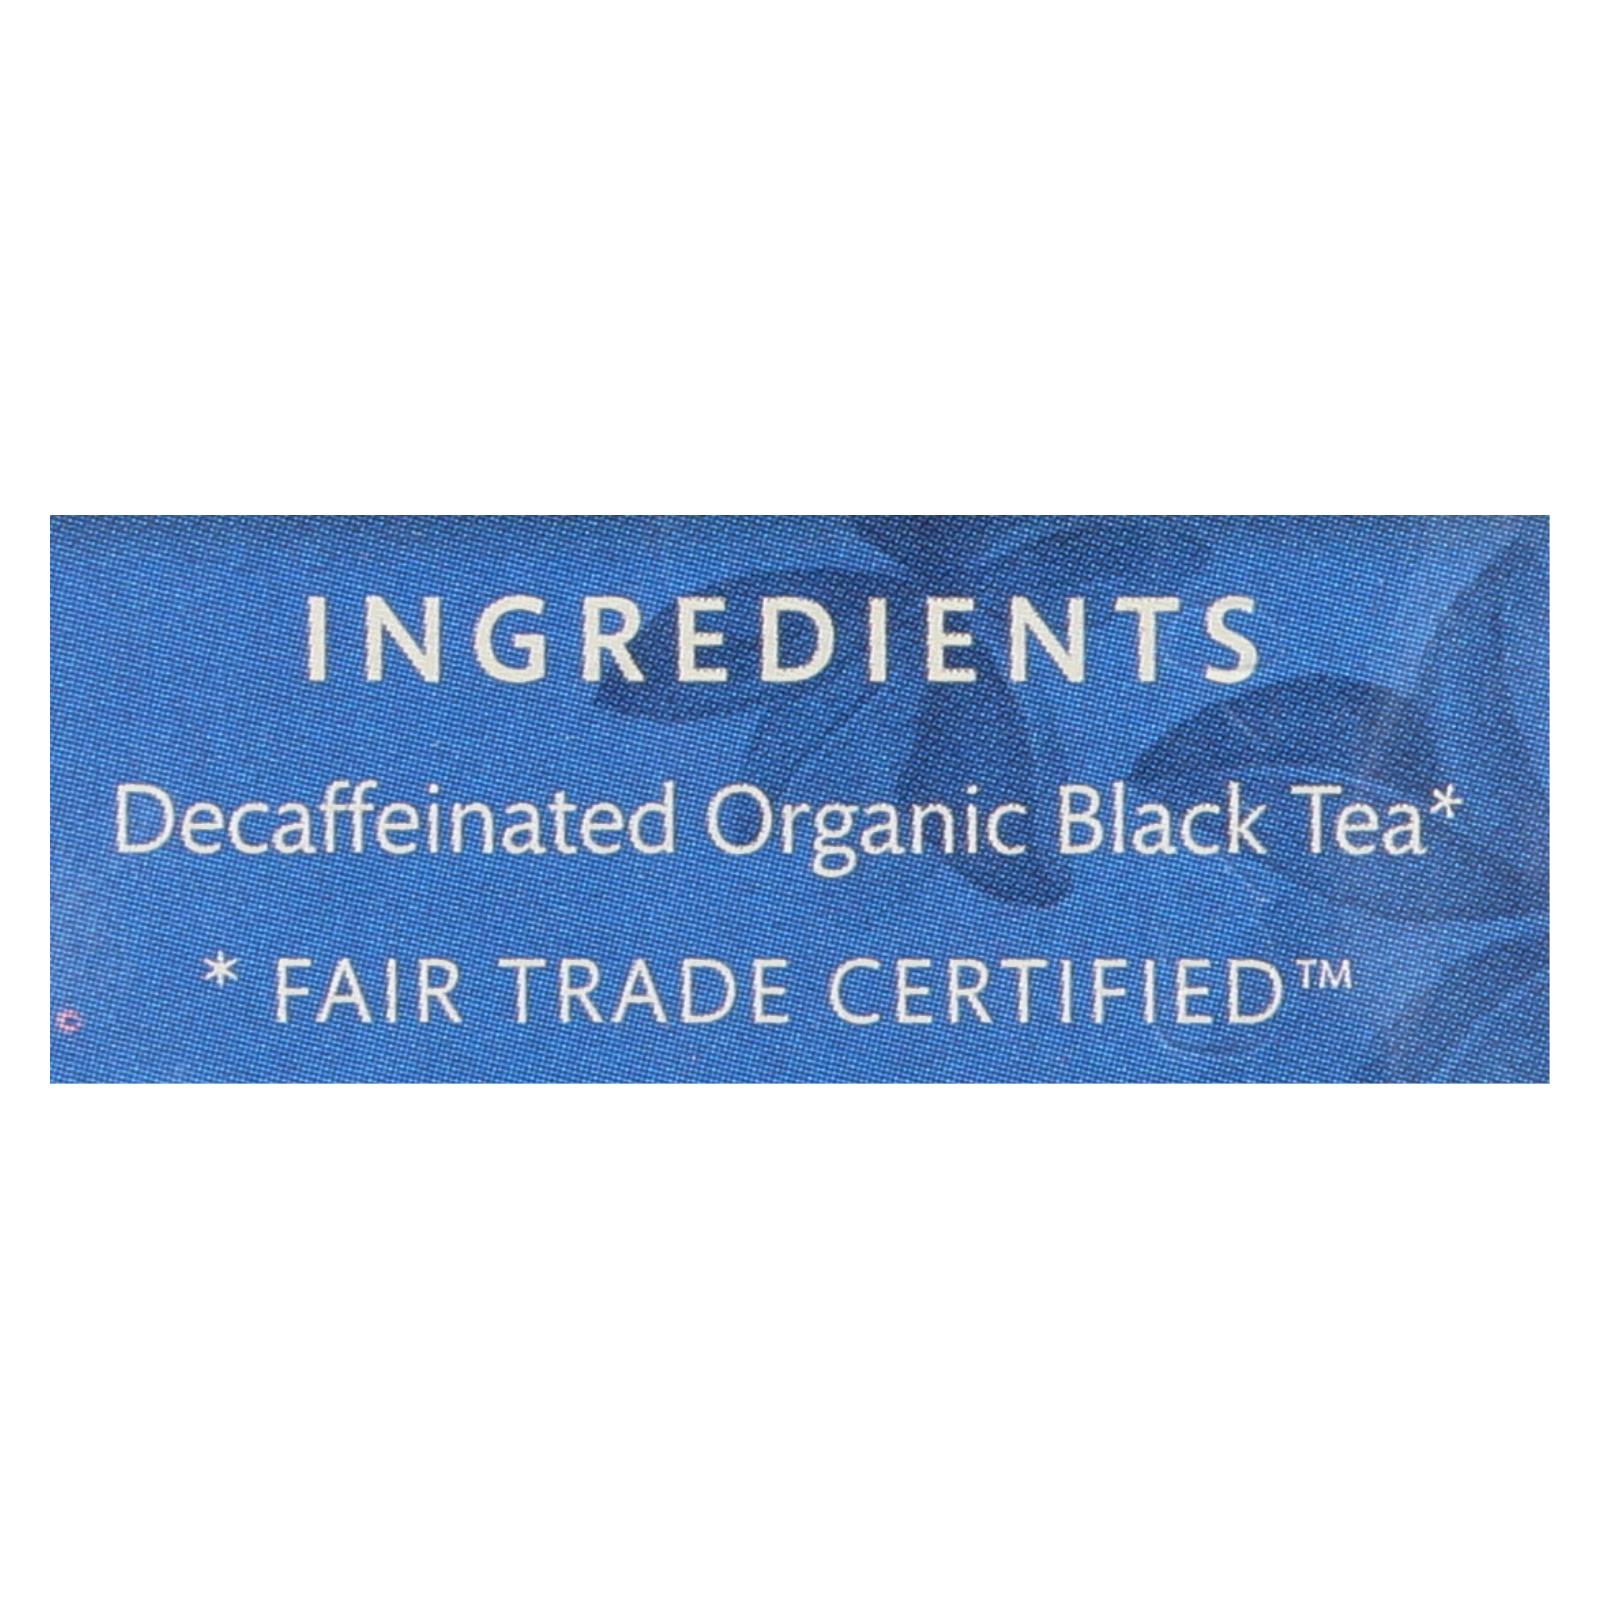 INGREDIENTS
Decaffeinated Organic Black Tea*
* FAIR TRADE CERTIFIED™